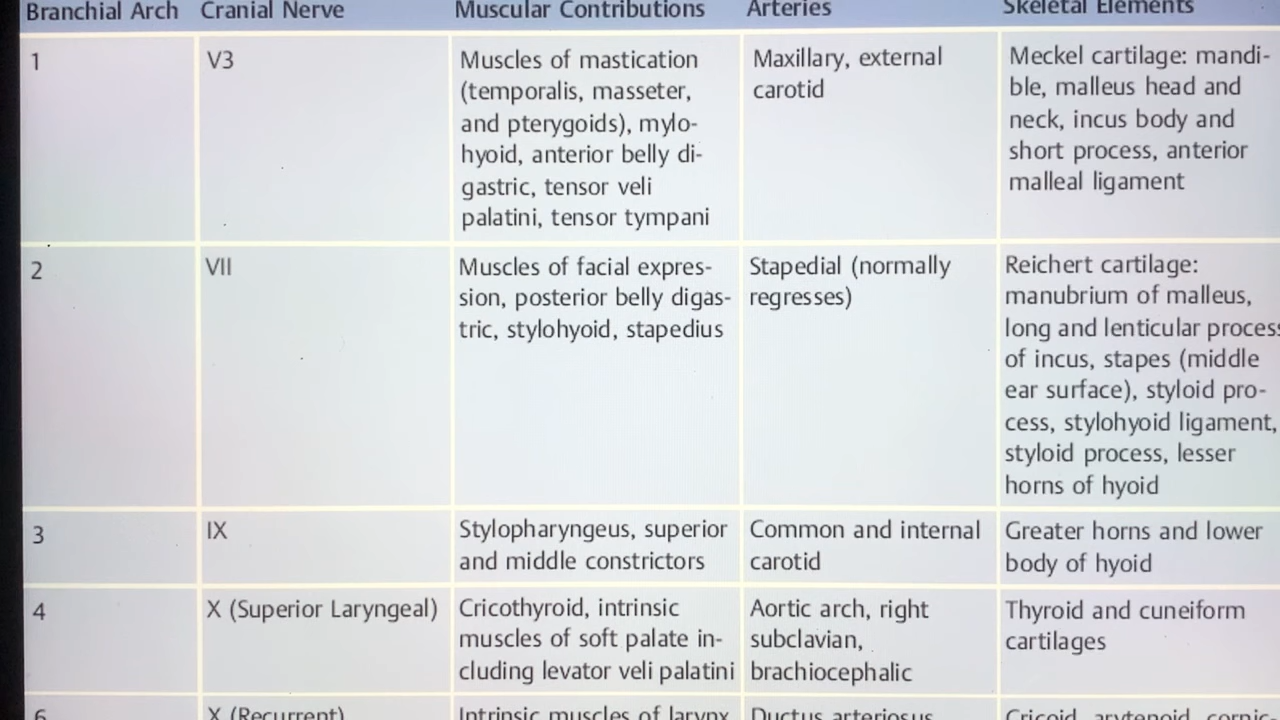 Branchial Arch Cranial Nerve Muscular Contributions Arteries Skeletal Elements
1
V3
Muscles of mastication
(temporalis, masseter,
and pterygoids), mylo-
hyoid, anterior belly di-
gastric, tensor veli
palatini, tensor tympani
Maxillary, external
carotid
Meckel cartilage: mandi-
ble, malleus head and
neck, incus body and
short process, anterior
malleal ligament
2
VII
Muscles of facial expres-
sion, posterior belly digas-
tric, stylohyoid, stapedius
Stapedial (normally
regresses)
Reichert cartilage:
manubrium of malleus,
long and lenticular process
of incus, stapes (middle
ear surface), styloid pro-
cess, stylohyoid ligament,
styloid process, lesser
horns of hyoid
3
IX
Stylopharyngeus, superior
and middle constrictors
Common and internal
carotid
Greater horns and lower
body of hyoid
4
X (Superior Laryngeal)
Cricothyroid, intrinsic
muscles of soft palate in-
cluding levator veli palatini
Aortic arch, right
subclavian,
brachiocephalic
Thyroid and cuneiform
cartilages
6
X (Recurrent)
Intrinsic muscles of larynx
Ductus arteriosus
Cricoid, arytenoid, cornic-